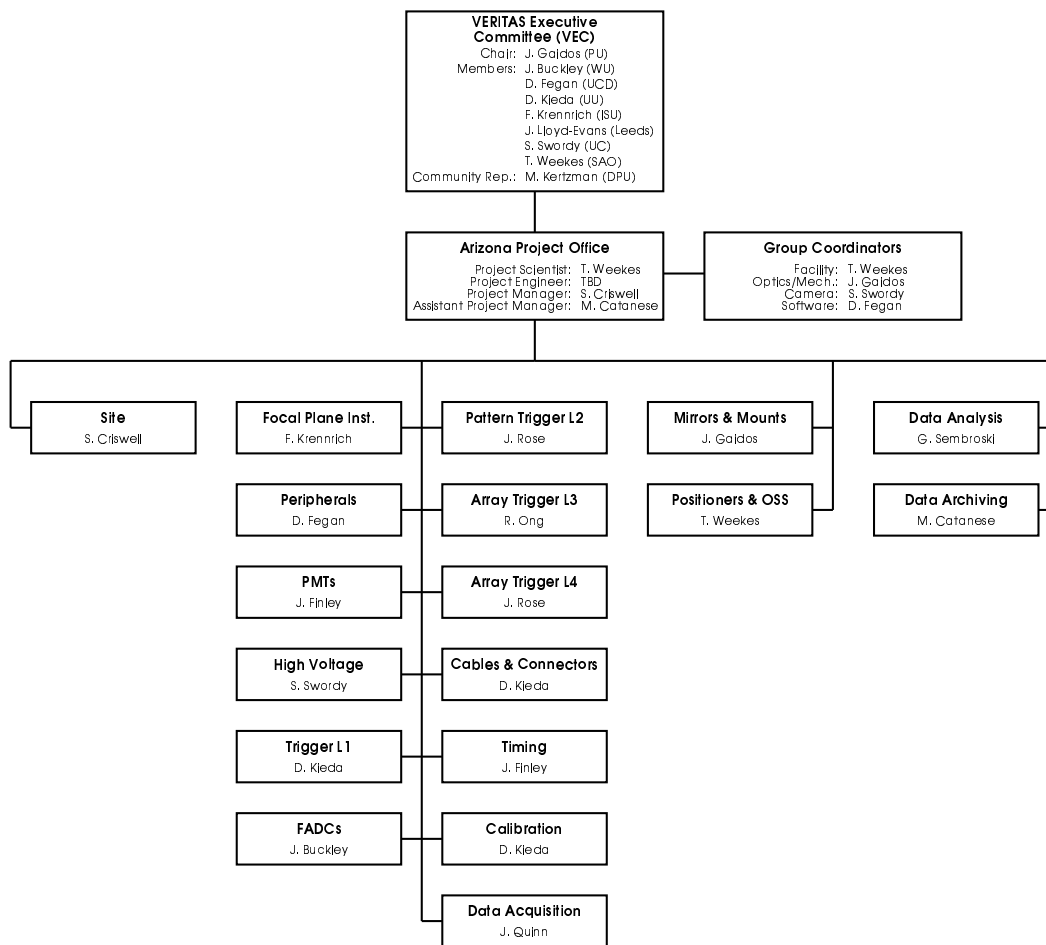 VERITAS Executive
Committee (VEC)
Chair: J. Gaidos (PU)
Members: J. Buckley (WU)
D. Fegan (UCD)
D. Kieda (UU)
F. Krennrich (ISU)
J. Lloyd-Evans (Leeds)
S. Swordy (UC)
T. Weekes (SAO)
Community Rep.: M. Kertzman (DPU)
Arizona Project Office
Project Scientist: T. Weekes
Project Engineer: TBD
Project Manager: S. Criswell
Assistant Project Manager: M. Catanese
Group Coordinators
Facility: T. Weekes
Optics/Mech.: J. Gaidos
Camera: S. Swordy
Software: D. Fegan
Site
S. Criswell
Focal Plane Inst.
F. Krennrich
Pattern Trigger L2
J. Rose
Mirrors & Mounts
J. Gaidos
Data Analysis
G. Sembroski
Peripherals
D. Fegan
Array Trigger L3
R. Ong
Positioners & OSS
T. Weekes
Data Archiving
M. Catanese
PMTs
J. Finley
Array Trigger L4
J. Rose
High Voltage
S. Swordy
Cables & Connectors
D. Kieda
Trigger L1
D. Kieda
Timing
J. Finley
FADCs
J. Buckley
Calibration
D. Kieda
Data Acquisition
J. Quinn